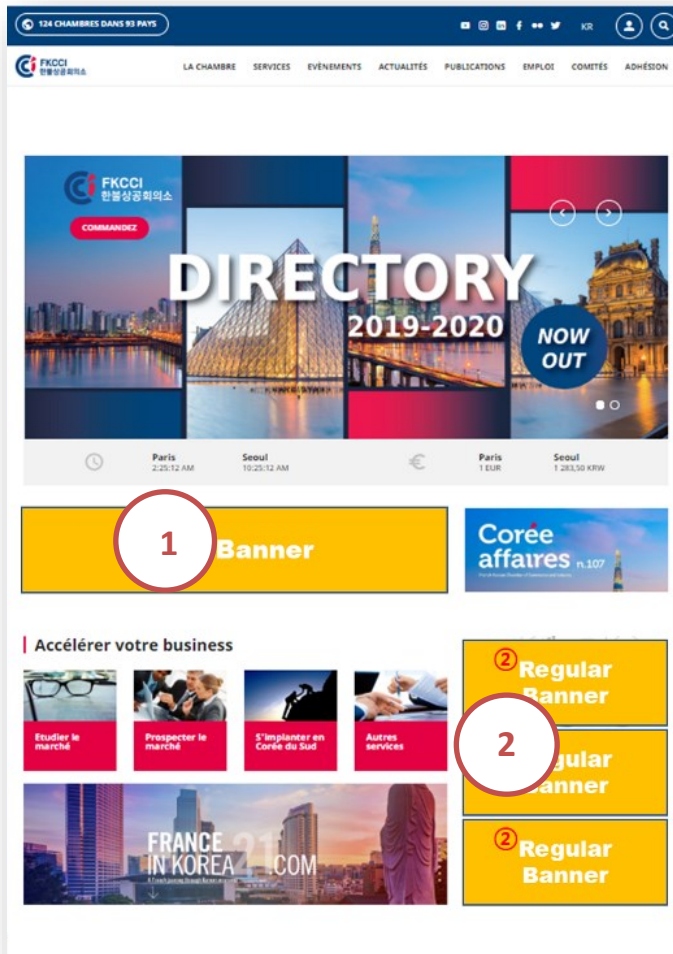 124 CHAMBRES DANS 93 PAYS
KR
FKCCI
한불상공회의소
LA CHAMBRE SERVICES EVÈNEMENTS ACTUALITÉS PUBLICATIONS EMPLOI COMITÉS ADHÉSION
FKCCI
한불상공회의소
COMMANDEZ
DIRECTORY
2019-2020
NOW
OUT
Paris Seoul Paris Seoul
2:25:12 AM 10:25:12 AM 1 EUR 1 283,50 KRW
1 Banner
Corée
affaires n.107
Accélérer votre business
② Regular
Banner
Etudier le
marché
Prospecter le
marché
S'implanter en
Corée du Sud
Autres
services
2
Banner
FRANCE
IN KOREA 21.COM
② Regular
Banner